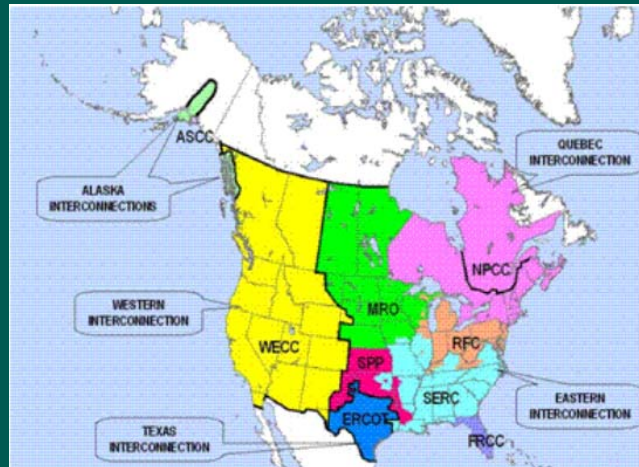 ASCC
QUEBEC
INTERCONNECTION
ALASKA
INTERCONNECTIONS
NPCC
WESTERN
INTERCONNECTION
MRO
WECC
RFC
SPP
SERC
EASTERN
INTERCONNECTION
ERCOT
TEXAS
INTERCONNECTION
FRCC